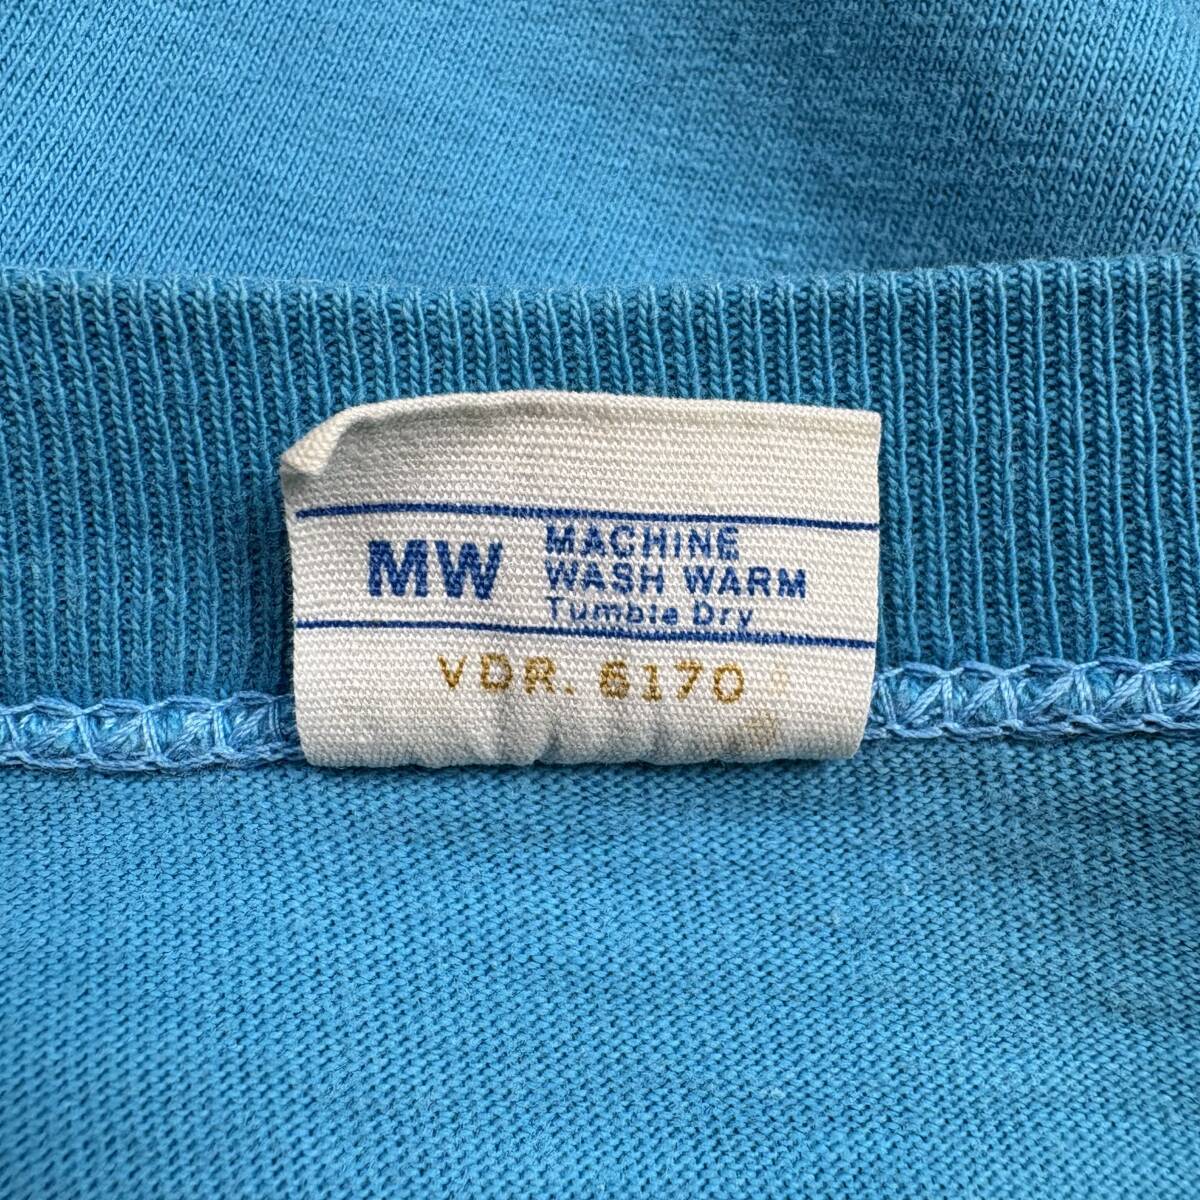 MW
MACHINE
WASH WARM
Tumble Dry
VDR. 6170